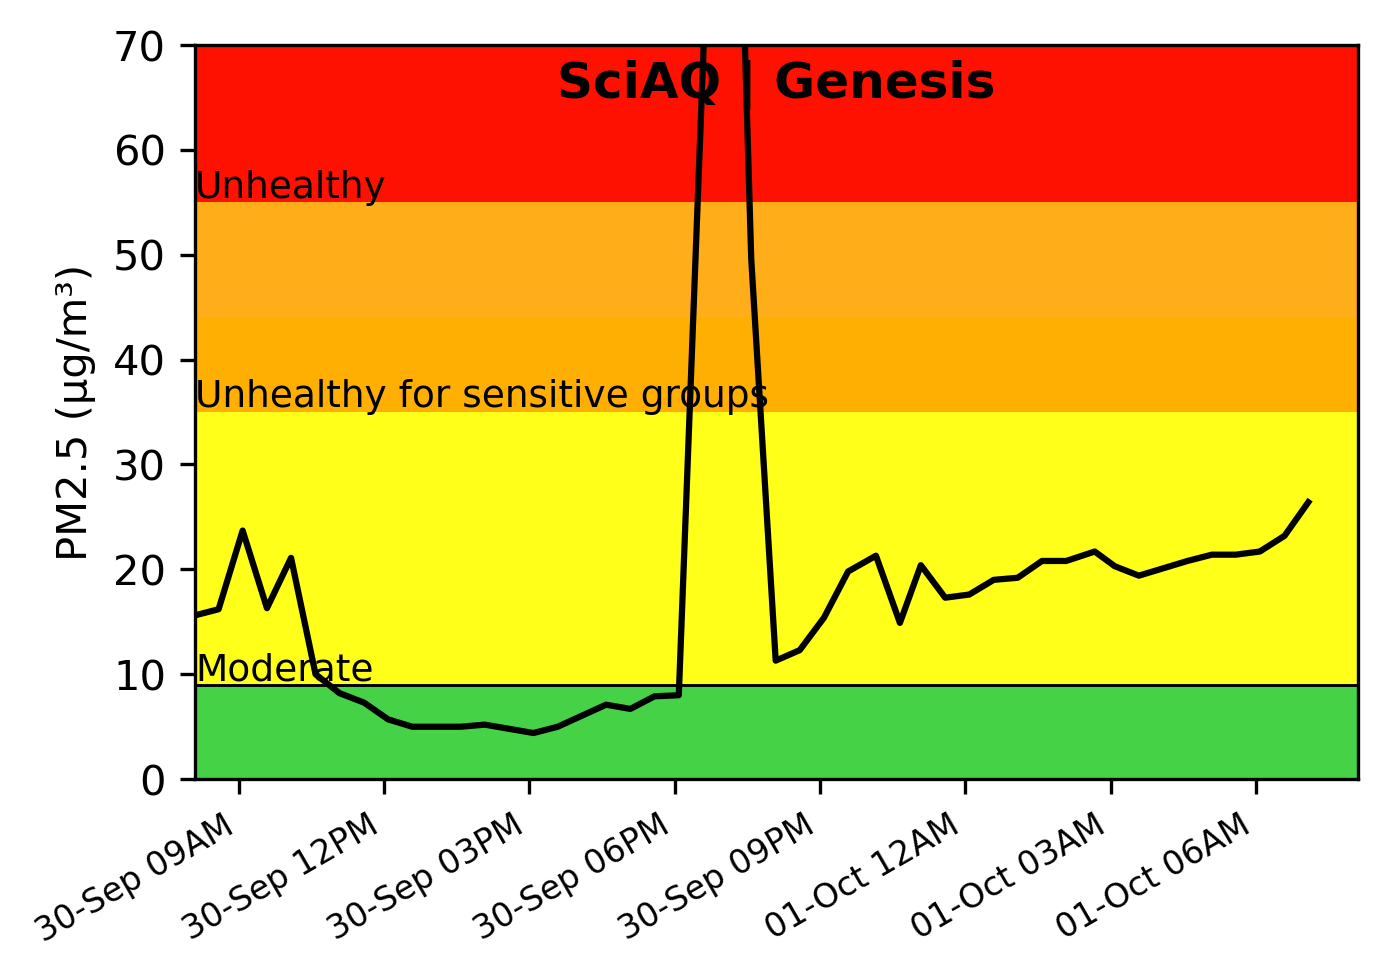 SciAQ | Genesis
70
60
50
40
30
20
10
0
PM2.5 (µg/m³)
Unhealthy
Unhealthy for sensitive groups
Moderate
30-Sep 09AM
30-Sep 12PM
30-Sep 03PM
30-Sep 06PM
30-Sep 09PM
01-Oct 12AM
01-Oct 03AM
01-Oct 06AM